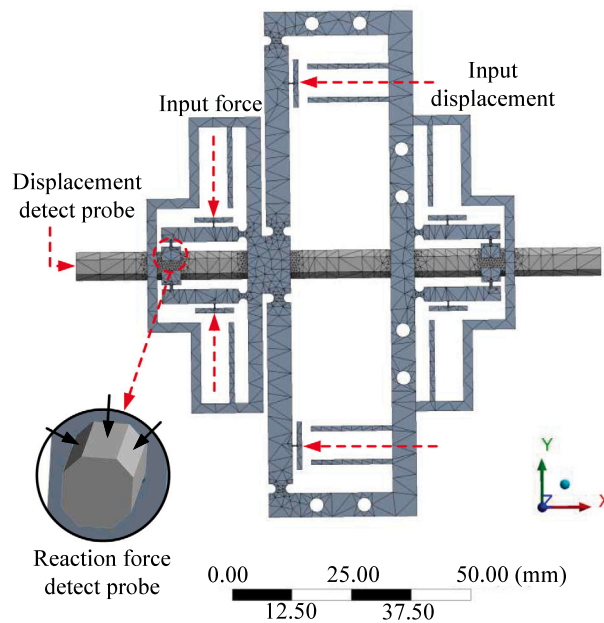 Input force
Input
displacement
Displacement
detect probe
Reaction force
detect probe
Y
Z
X
0.00
25.00
50.00 (mm)
12.50
37.50